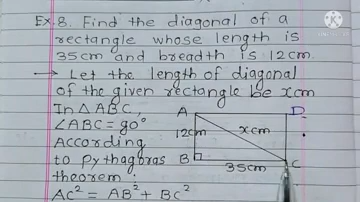 Ex.8. Find the diagonal of a
rectangle whose length is
35cm and breadth is 12cm.
→ Let the length of diagonal
of the given rectangle be xcm
In △ABC,
∠ABC=90°
According
to Pythagoras
theorem :
AC² = AB² + BC²
A
D
12cm
xcm
B
35cm
C